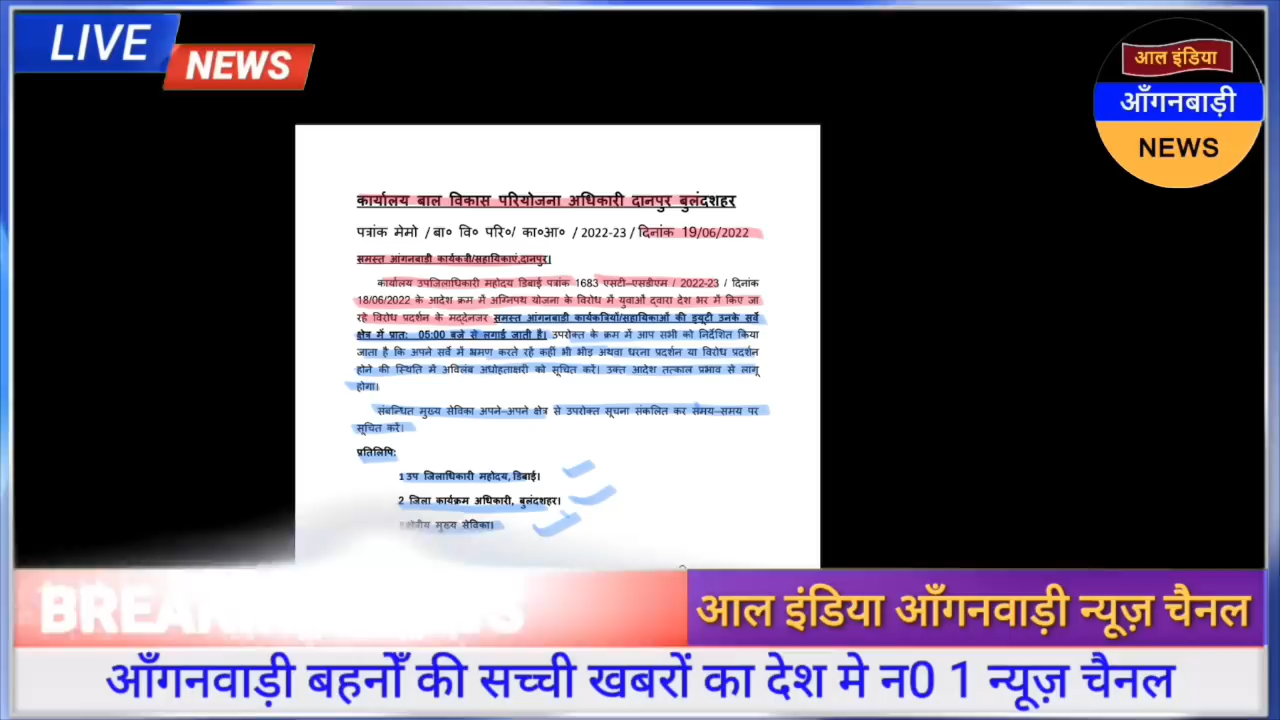 LIVE
NEWS
आल इंडिया
आँगनबाड़ी
NEWS
कार्यालय बाल विकास परियोजना अधिकारी दानपुर बुलंदशहर
पत्रांक मेमो /बा० वि० परि०/ का०आ० / 2022-23 / दिनांक 19/06/2022
समस्त आंगनबाडी कार्यकत्री/सहायिकाएं,दानपुर।
कार्यालय उपजिलाधिकारी महोदय डिबाई पत्रांक 1683 एसटी–एसडीएम / 2022-23 / दिनांक
18/06/2022 के आदेश क्रम में अग्निपथ योजना के विरोध में युवाओं द्वारा देश भर में किए जा
रहे विरोध प्रदर्शन के मद्देनजर समस्त आंगनबाडी कार्यकत्रियों/सहायिकाओं की ड्यूटी उनके सर्वे
क्षेत्र में प्रातः 05:00 बजे से लगाई जाती है। उपरोक्त के क्रम में आप सभी को निर्देशित किया
जाता है कि अपने सर्वे में भ्रमण करते रहे कहीं भी भीड़ अथवा धरना प्रदर्शन या विरोध प्रदर्शन
होने की स्थिति में अविलंब अधोहताक्षरी को सूचित करें। उक्त आदेश तत्काल प्रभाव से लागू
होगा।
संबन्धित मुख्य सेविका अपने–अपने क्षेत्र से उपरोक्त सूचना संकलित कर समय–समय पर
सूचित करें।
प्रतिलिपि:
1 उप जिलाधिकारी महोदय, डिबाई।
2 जिला कार्यक्रम अधिकारी, बुलंदशहर।
क्षेत्रीय मुख्य सेविका।
आल इंडिया आँगनवाड़ी न्यूज़ चैनल
आँगनवाड़ी बहनोँ की सच्ची खबरों का देश मे न0 1 न्यूज़ चैनल